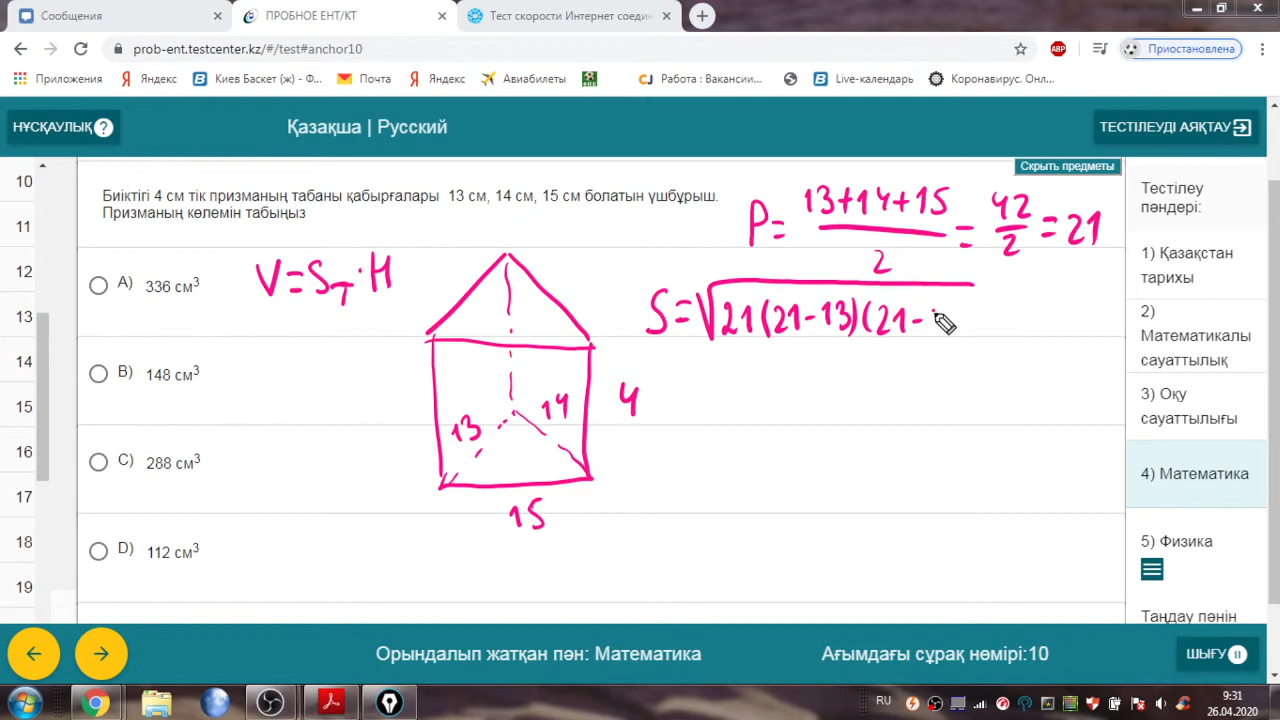 Сообщения
ПРОБНОЕ ЕНТ/КТ
Тест скорости Интернет соедин
prob-ent.testcenter.kz/#/test#anchor10
ABP
Приостановлена
Приложения
Яндекс
Киев Баскет (ж) - Ф...
Почта
Яндекс
Авиабилеты
Работа : Вакансии...
Live-календарь
Коронавирус. Онл...
НҰСҚАУЛЫҚ ?
Қазақша | Русский
ТЕСТІЛЕУДІ АЯҚТАУ
Скрыть предметы
10
11
12
13
14
15
16
17
18
19
Биіктігі 4 см тік призманың табаны қабырғалары 13 см, 14 см, 15 см болатын үшбұрыш.
Призманың көлемін табыңыз
P = (13+14+15)/2 = 42/2 = 21
V=S_T·H
S=√21(21-13)(21-
13
14
4
15
A) 336 см³
B) 148 см³
C) 288 см³
D) 112 см³
Тестілеу
пәндері:
1) Қазақстан
тарихы
2)
Математикалық
сауаттылық
3) Оқу
сауаттылығы
4) Математика
5) Физика
Таңдау пәнін
Орындалып жатқан пән: Математика
Ағымдағы сұрақ нөмірі:10
ШЫҒУ
RU
9:31
26.04.2020